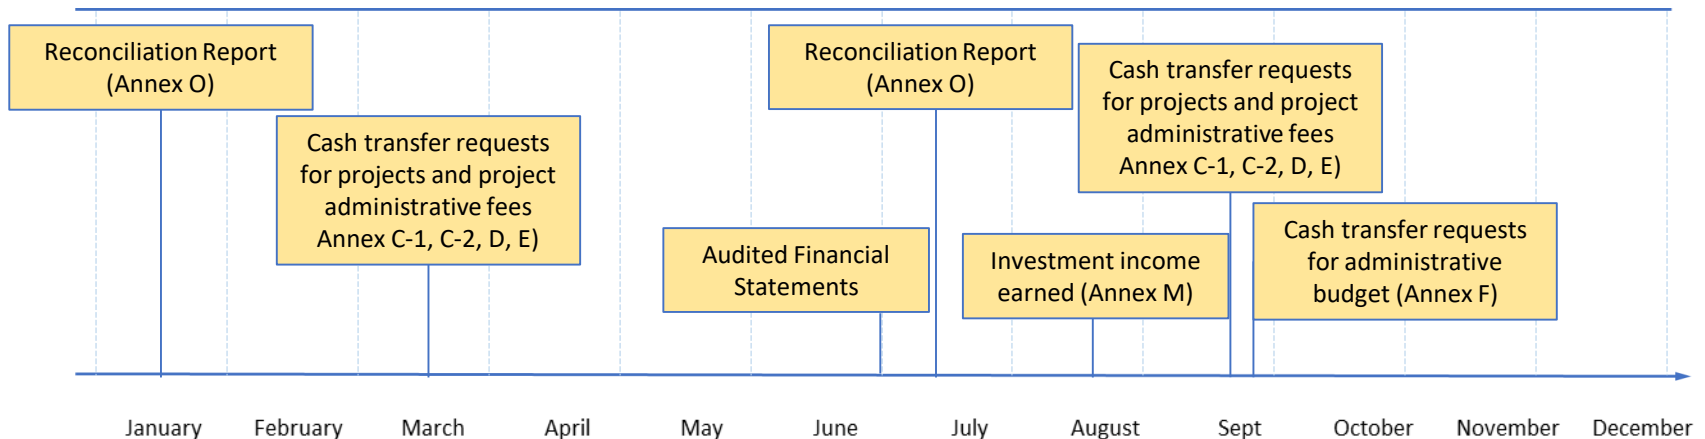 Reconciliation Report
(Annex O)
Cash transfer requests
for projects and project
administrative fees
Annex C-1, C-2, D, E)
Audited Financial
Statements
Reconciliation Report
(Annex O)
Investment income
earned (Annex M)
Cash transfer requests
for projects and project
administrative fees
Annex C-1, C-2, D, E)
Cash transfer requests
for administrative
budget (Annex F)
January February March April May June July August Sept October November December